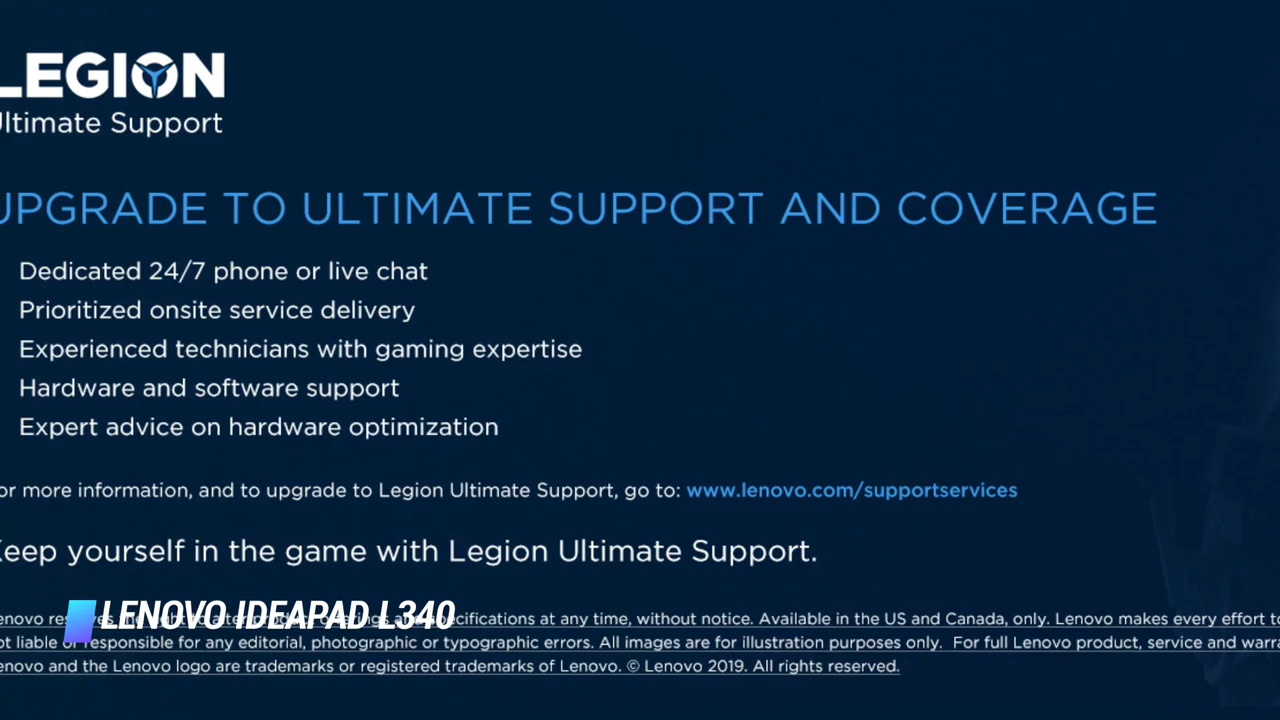 LEGION
Ultimate Support
UPGRADE TO ULTIMATE SUPPORT AND COVERAGE
Dedicated 24/7 phone or live chat
Prioritized onsite service delivery
Experienced technicians with gaming expertise
Hardware and software support
Expert advice on hardware optimization
or more information, and to upgrade to Legion Ultimate Support, go to: www.lenovo.com/supportservices
Keep yourself in the game with Legion Ultimate Support.
LENOVO IDEAPAD L340
enovo specifications at any time, without notice. Available in the US and Canada, only. Lenovo makes every effort to
ot liable or responsible for any editorial, photographic or typographic errors. All images are for illustration purposes only. For full Lenovo product, service and warra
enovo and the Lenovo logo are trademarks or registered trademarks of Lenovo. © Lenovo 2019. All rights reserved.